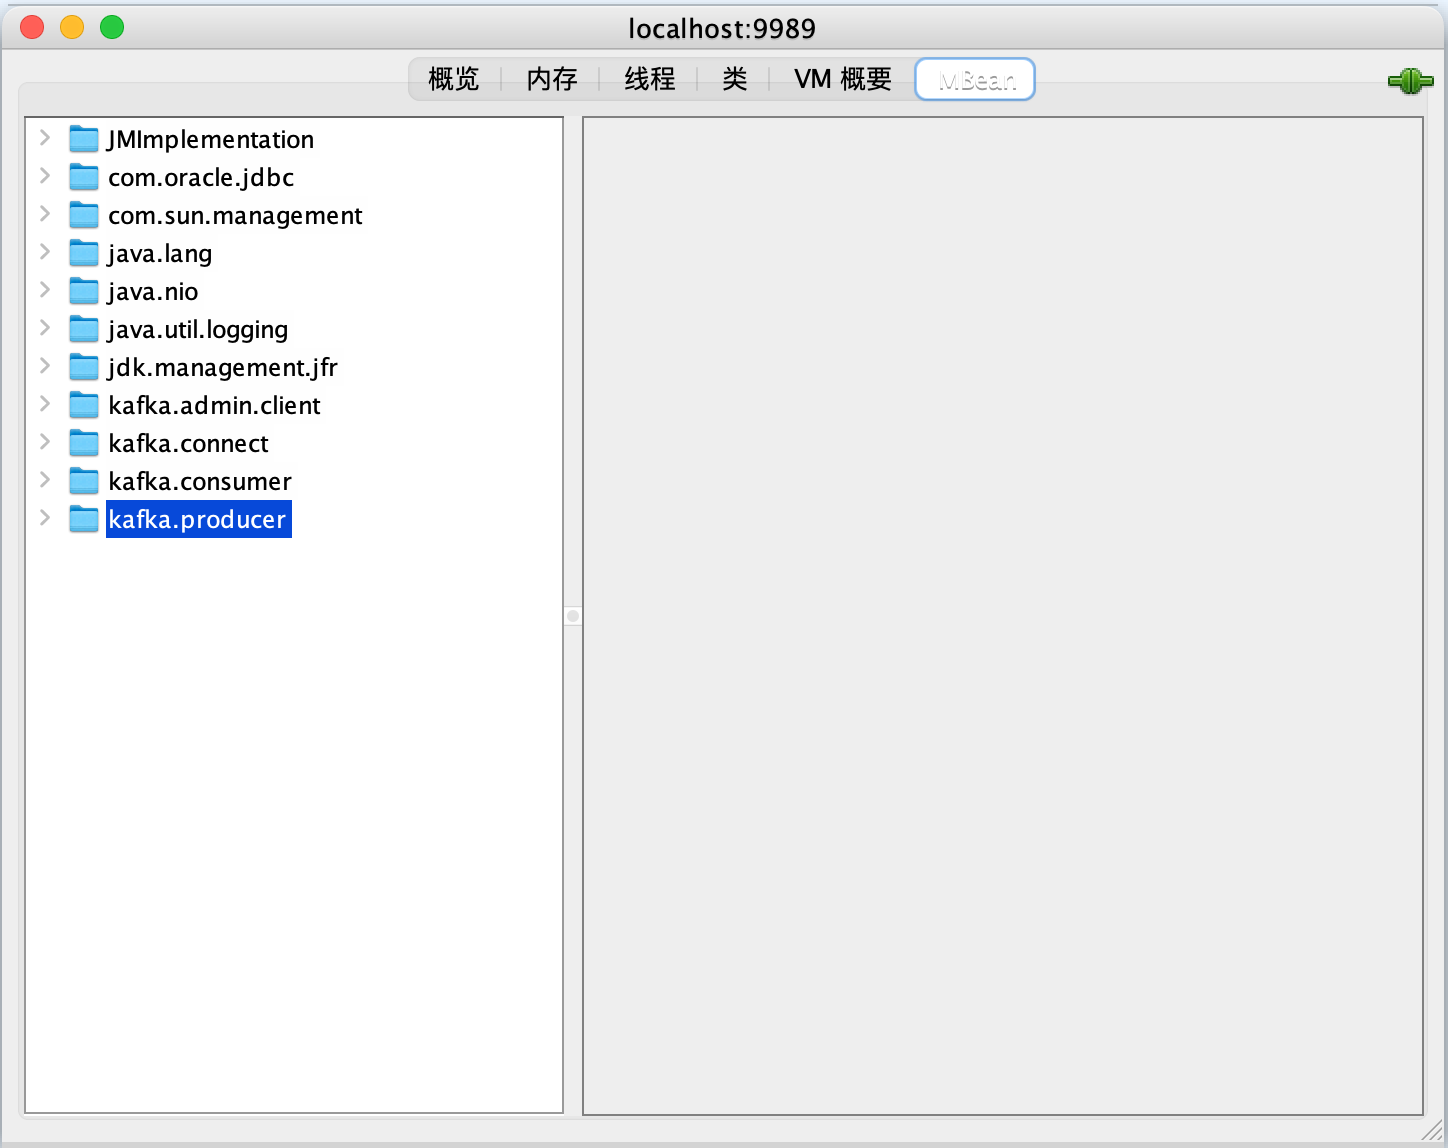 localhost:9989
概览 内存 线程 类 VM 概要 MBean
JMImplementation
com.oracle.jdbc
com.sun.management
java.lang
java.nio
java.util.logging
jdk.management.jfr
kafka.admin.client
kafka.connect
kafka.consumer
kafka.producer